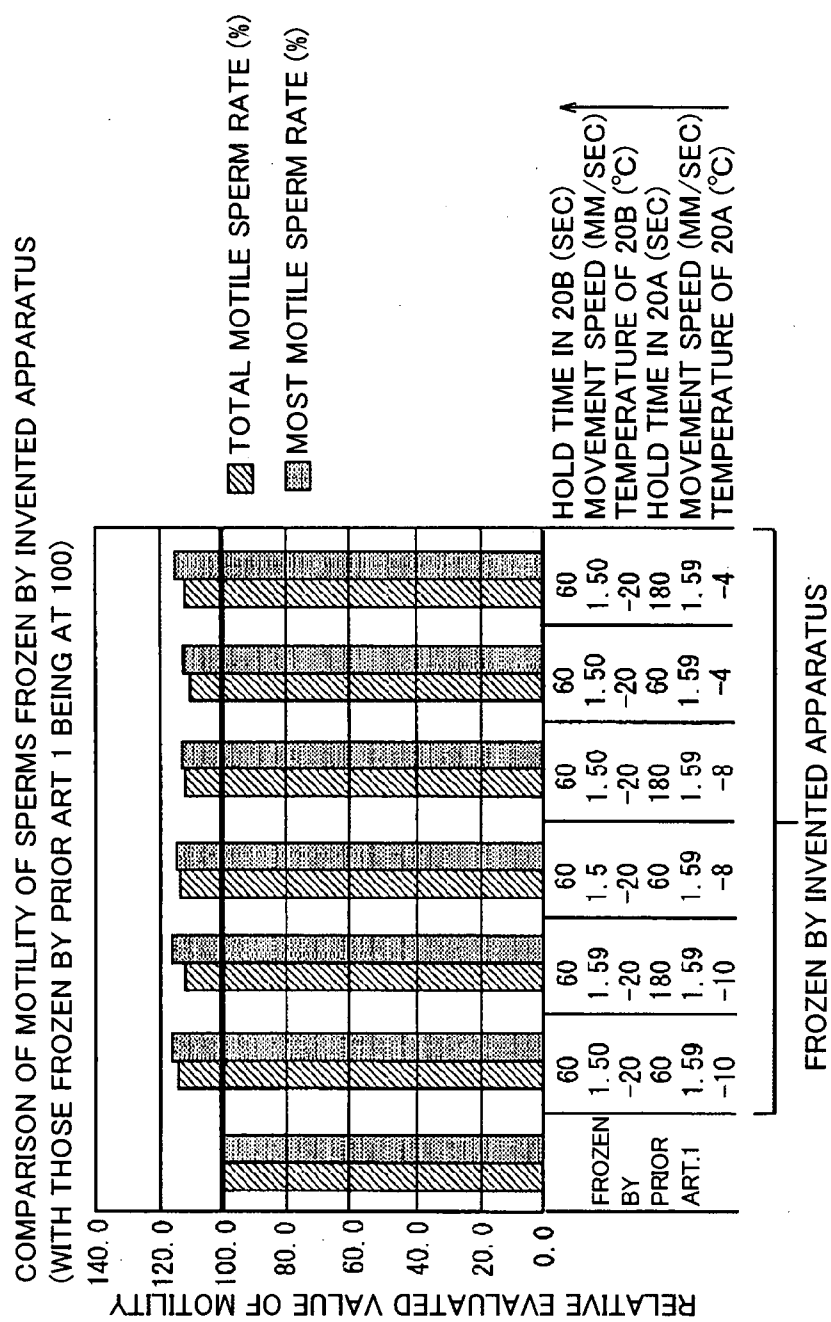 COMPARISON OF MOTILITY OF SPERMS FROZEN BY INVENTED APPARATUS
(WITH THOSE FROZEN BY PRIOR ART 1 BEING AT 100)
RELATIVE EVALUATED VALUE OF MOTILITY
140.0
120.0
100.0
80.0
60.0
40.0
20.0
0.0
TOTAL MOTILE SPERM RATE (%)
MOST MOTILE SPERM RATE (%)
FROZEN
BY
PRIOR
ART.1
60 60 60 60 60 60 HOLD TIME IN 20B (SEC)
1.50 1.59 1.5 1.50 1.50 1.50 MOVEMENT SPEED (MM/SEC)
-20 -20 -20 -20 -20 -20 TEMPERATURE OF 20B (°C)
60 180 60 180 60 180 HOLD TIME IN 20A (SEC)
1.59 1.59 1.59 1.59 1.59 1.59 MOVEMENT SPEED (MM/SEC)
-10 -10 -8 -8 -4 -4 TEMPERATURE OF 20A (°C)
FROZEN BY INVENTED APPARATUS